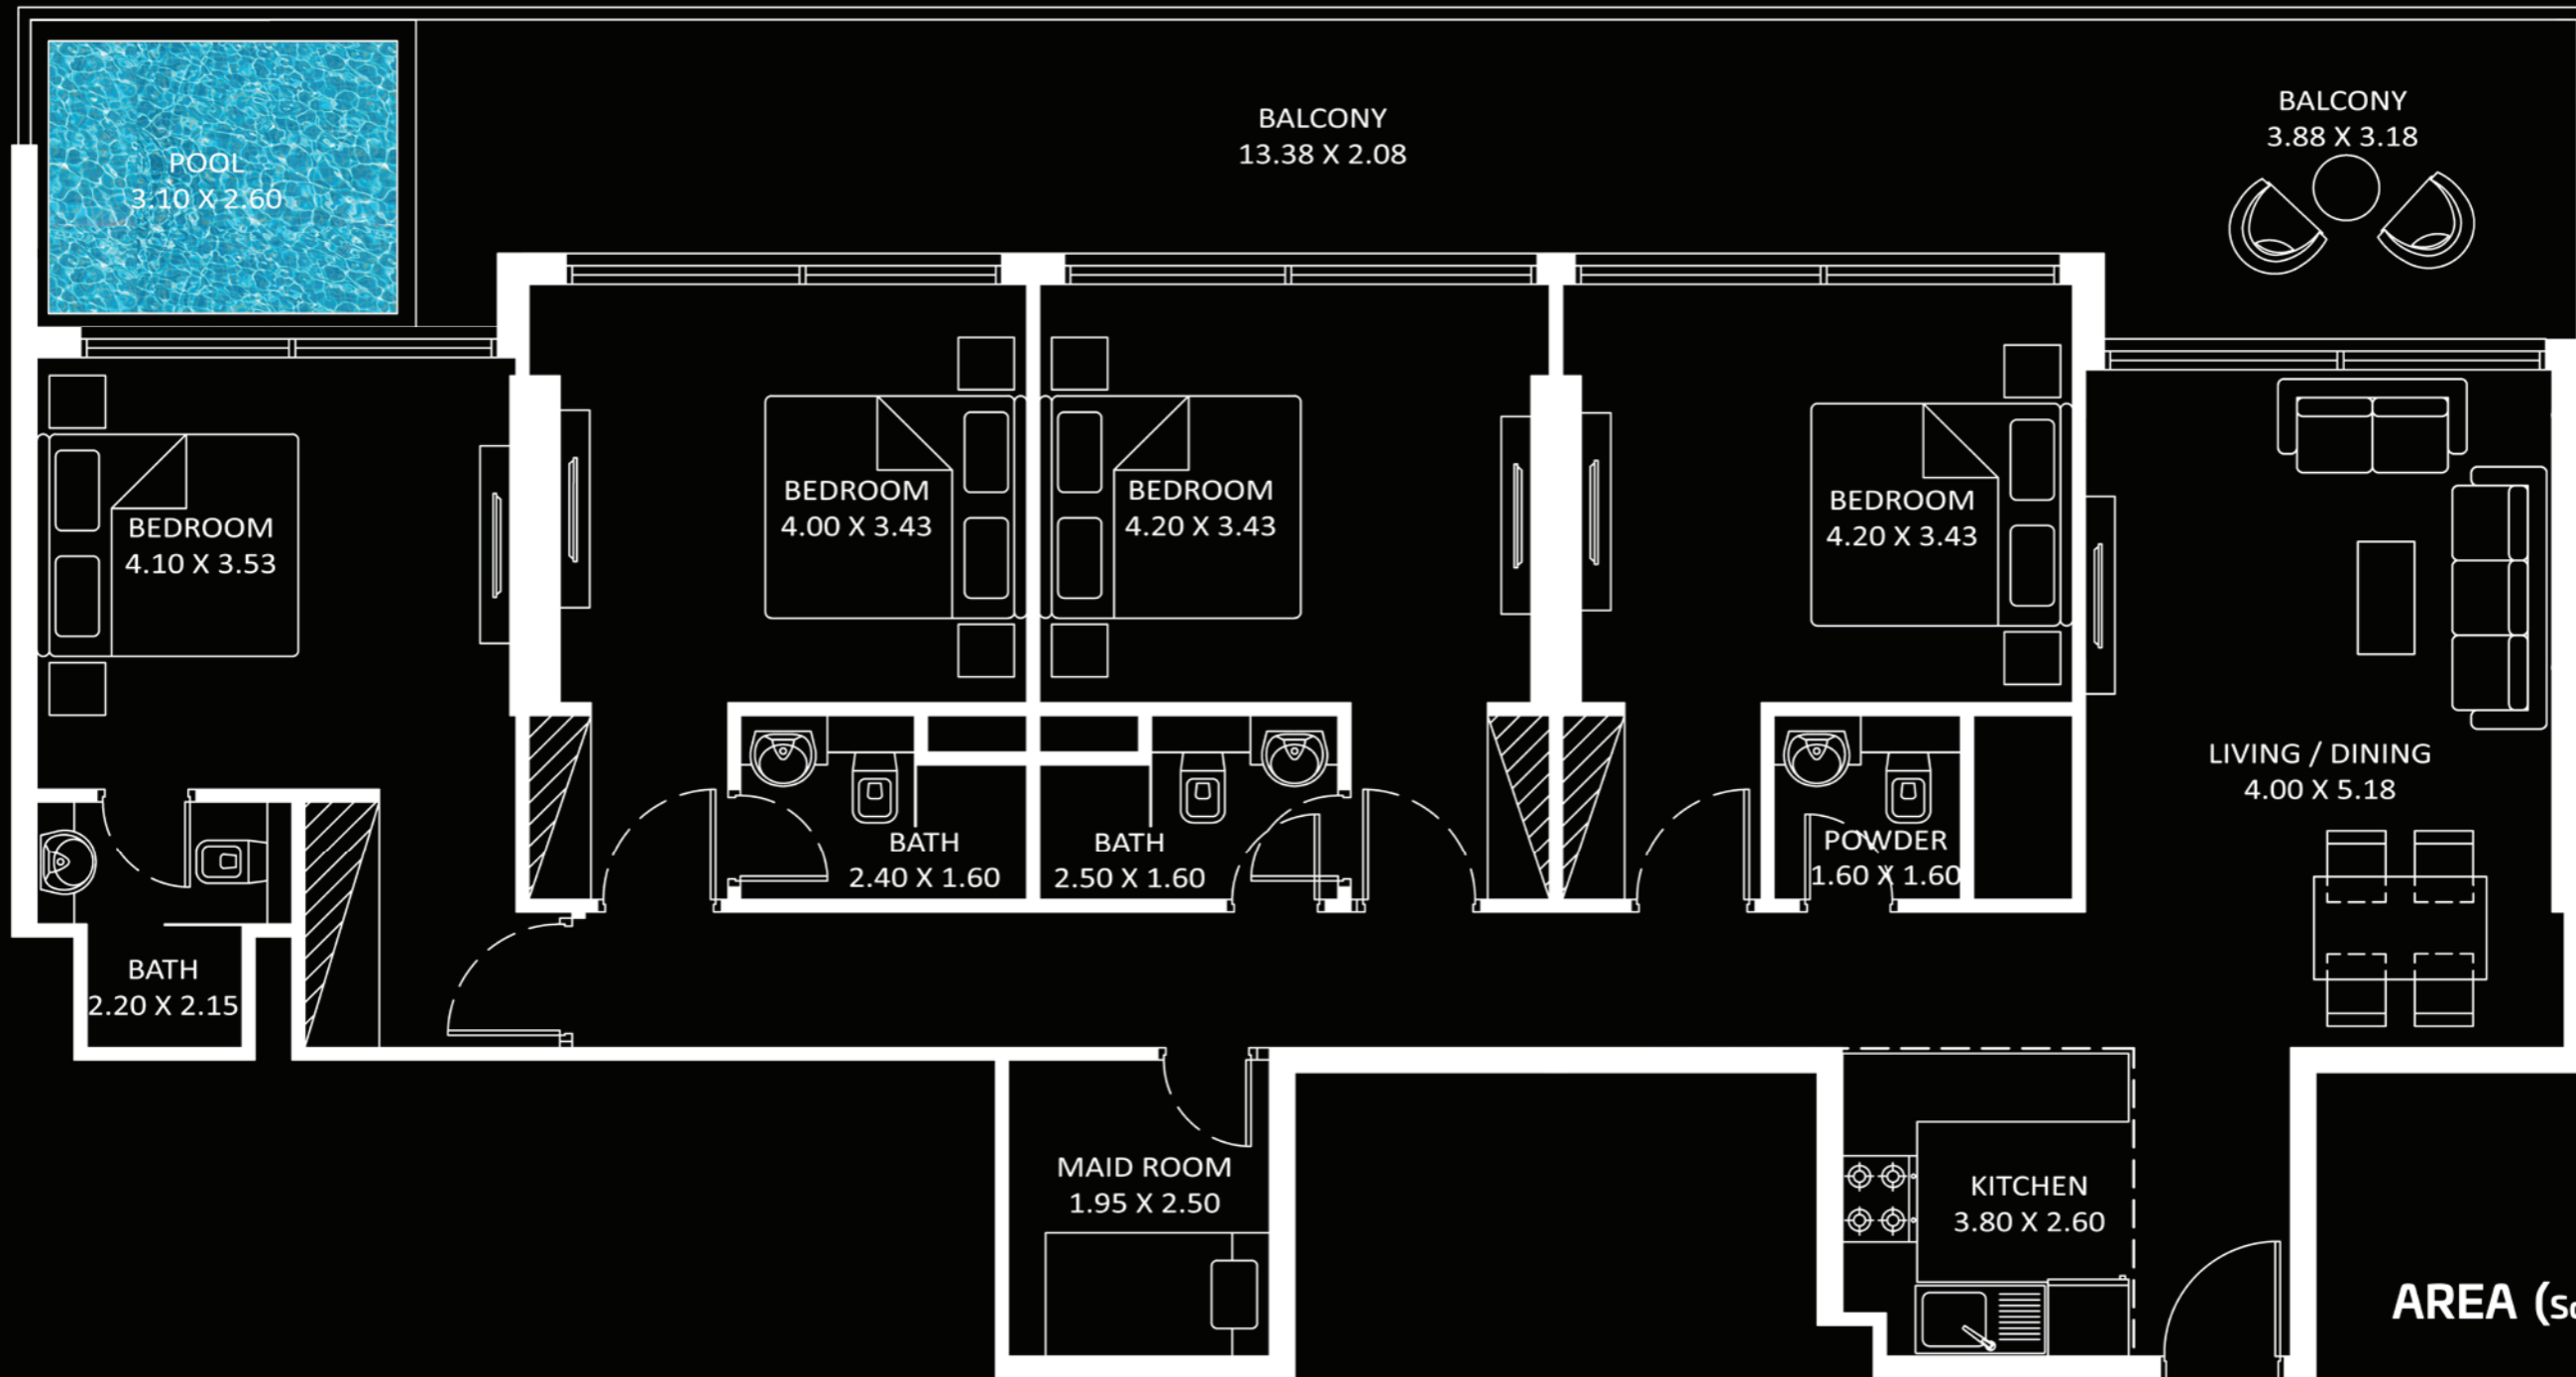 BALCONY
3.88 X 3.18
BALCONY
13.38 X 2.08
POOL
3.10 X 2.60
BEDROOM
4.10 X 3.53
BEDROOM
4.00 X 3.43
BEDROOM
4.20 X 3.43
BEDROOM
4.20 X 3.43
LIVING / DINING
4.00 X 5.18
BATH
2.40 X 1.60
BATH
2.50 X 1.60
POWDER
1.60 X 1.60
BATH
2.20 X 2.15
MAID ROOM
1.95 X 2.50
KITCHEN
3.80 X 2.60
AREA